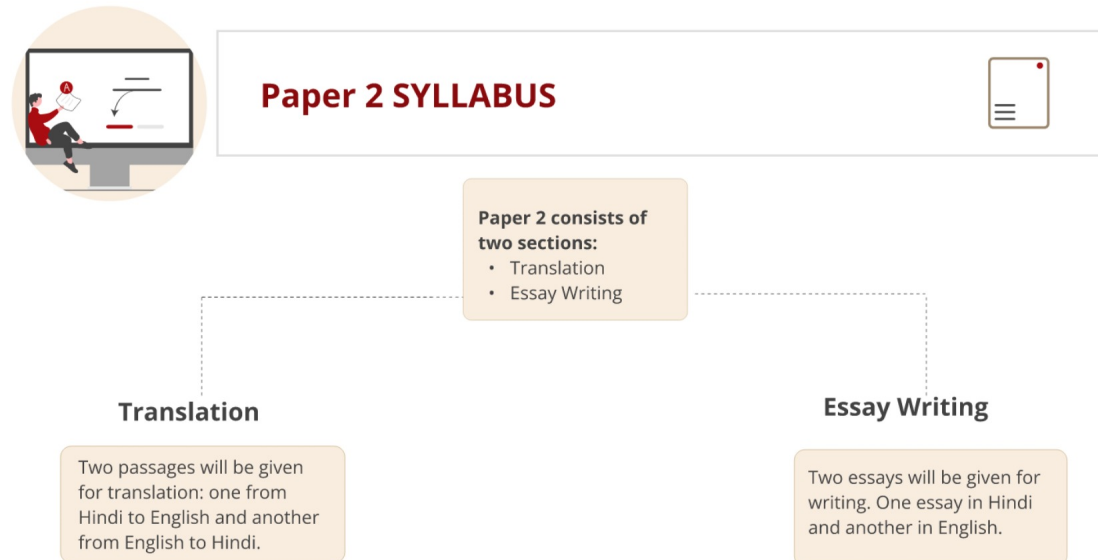 A
Paper 2 SYLLABUS
Paper 2 consists of
two sections:
• Translation
• Essay Writing
Translation
Two passages will be given
for translation: one from
Hindi to English and another
from English to Hindi.
Essay Writing
Two essays will be given for
writing. One essay in Hindi
and another in English.